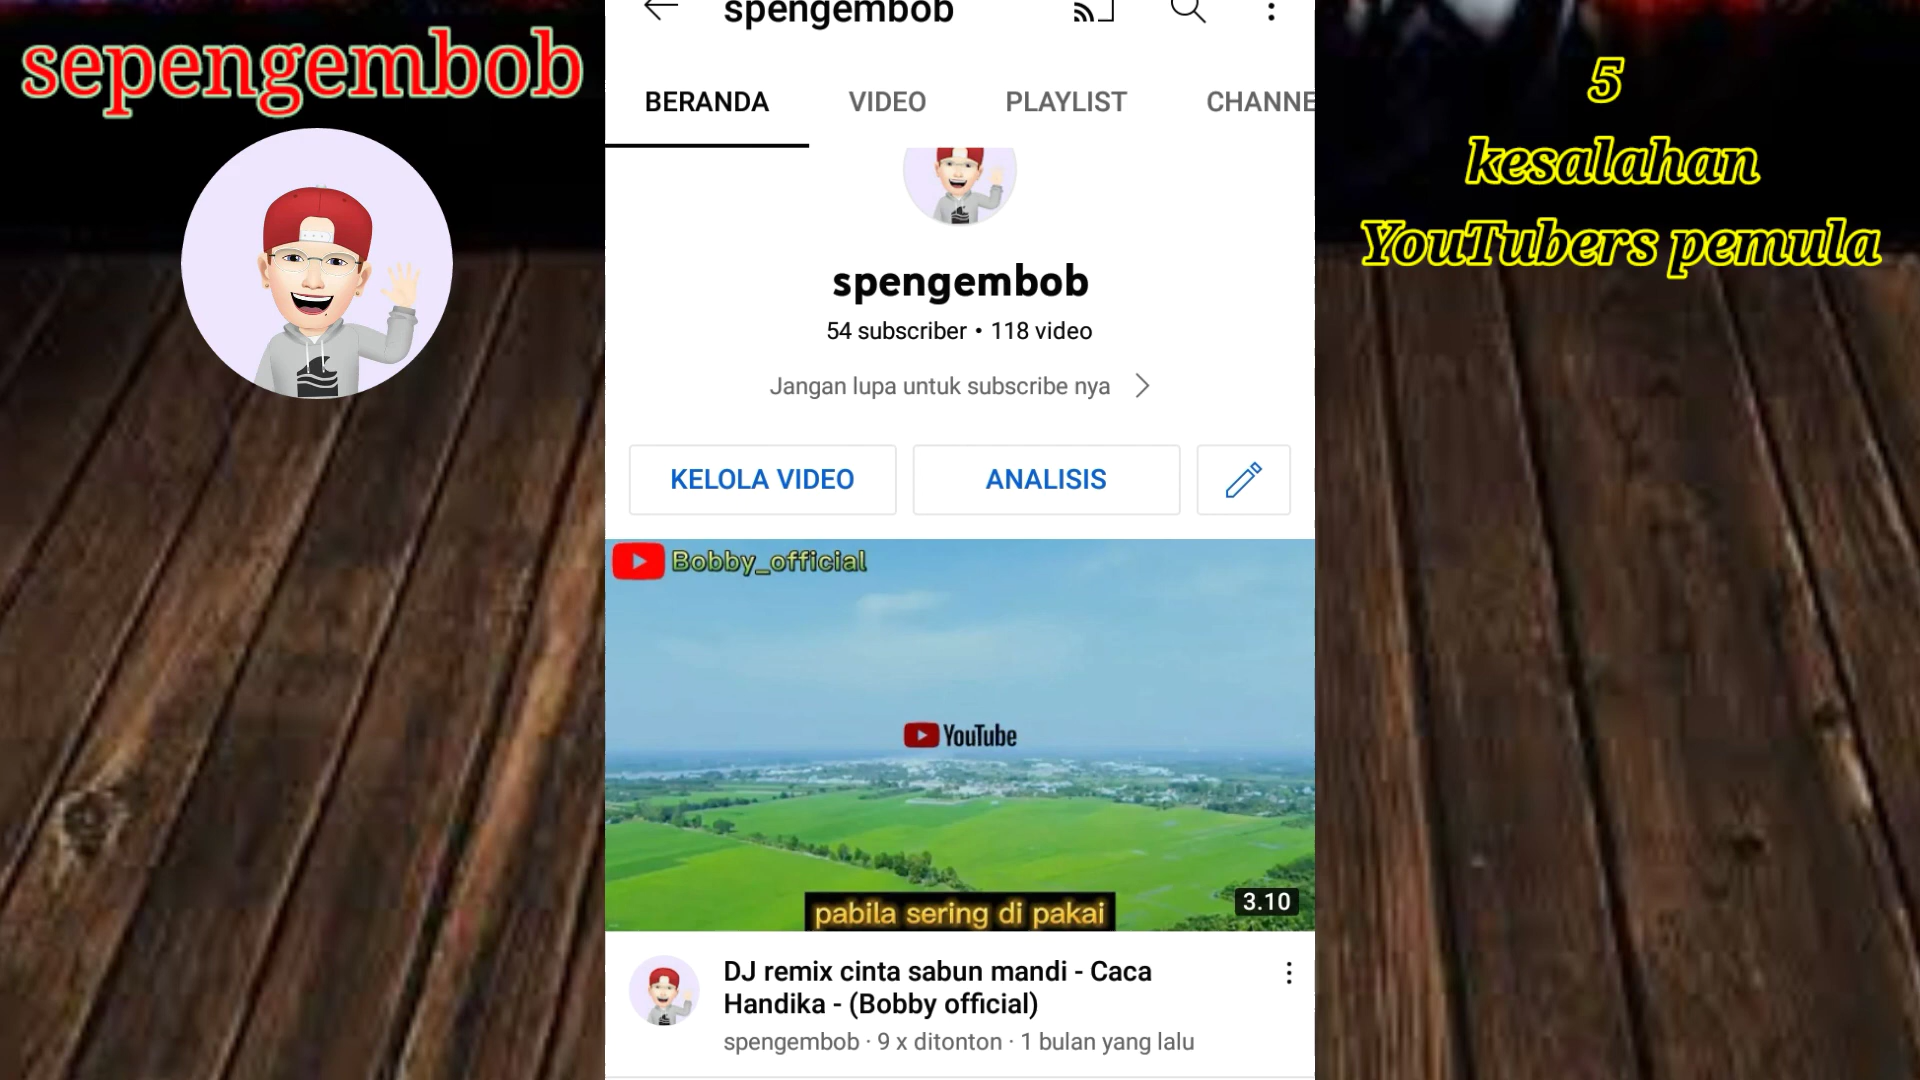 sepengembob
spengembob
BERANDA VIDEO PLAYLIST CHANNE
spengembob
54 subscriber • 118 video
Jangan lupa untuk subscribe nya
KELOLA VIDEO ANALISIS
Bobby_official
YouTube
pabila sering di pakai
3.10
DJ remix cinta sabun mandi - Caca
Handika - (Bobby official)
spengembob · 9 x ditonton · 1 bulan yang lalu
5
kesalahan
YouTubers pemula